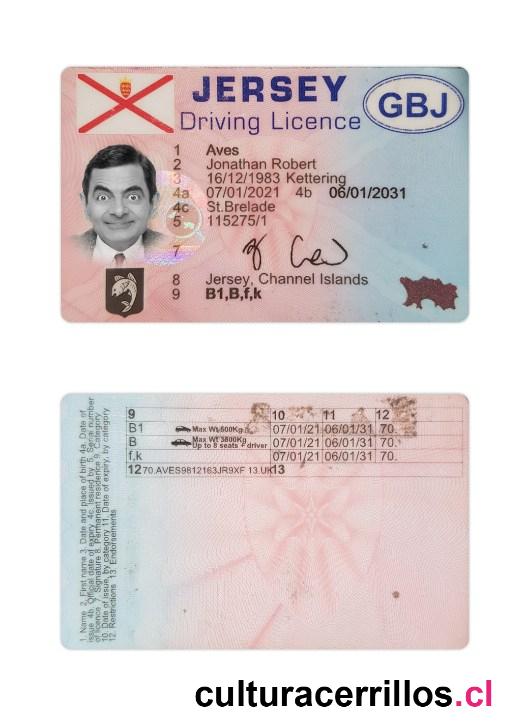 JERSEY
GBJ
Driving Licence
1 Aves
2 Jonathan Robert
3 16/12/1983 Kettering
4a 07/01/2021 4b 06/01/2031
4c St.Brelade
5 115275/1
7
8 Jersey, Channel Islands
9 B1,B,f,k
1. Name 2. First name 3. Date and place of birth 4a. Date of
issue 4b. Official date of expiry 4c. Issued by 5. Serial number
of licence 7. Signature 8. Permanent residence 9. Category
10. Date of issue, by category 11. Date of expiry, by category
12. Restrictions 13. Endorsements
9 10 11 12
B1 Max Wt 500Kg 07/01/21 06/01/31 70.
B Max Wt 3500Kg Up to 8 seats + driver 07/01/21 06/01/31 70.
f,k 07/01/21 06/01/31 70.
12 70.AVES9812163JR9XF 13.UK 13
culturacerrillos.cl